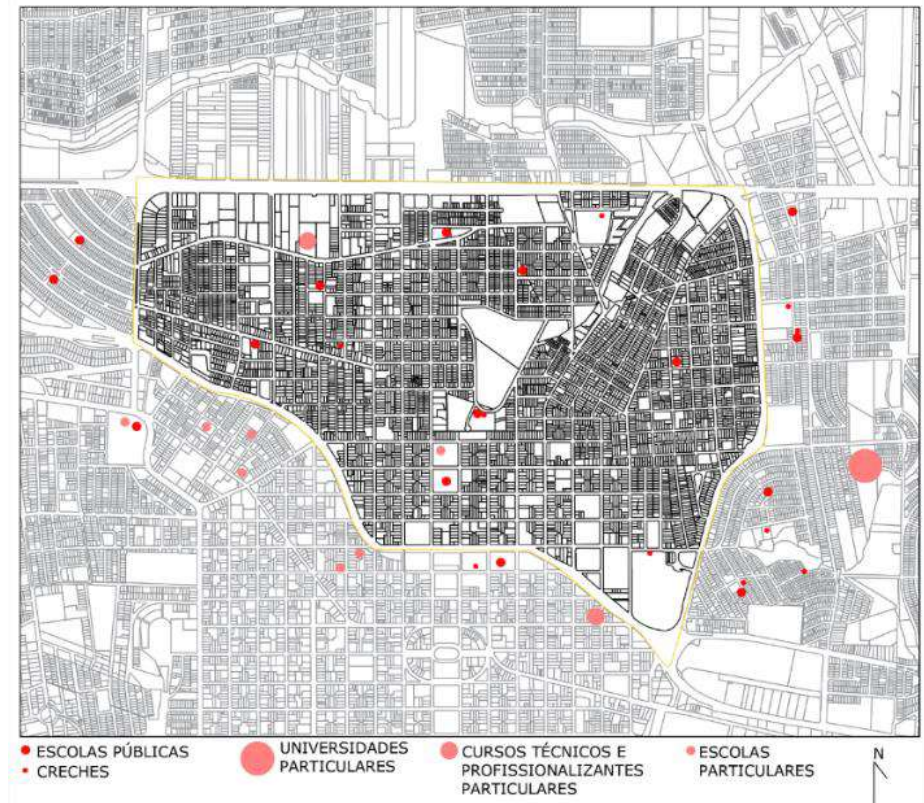 ESCOLAS PÚBLICAS
CRECHES
UNIVERSIDADES
PARTICULARES
CURSOS TÉCNICOS E
PROFISSIONALIZANTES
PARTICULARES
ESCOLAS
PARTICULARES
N